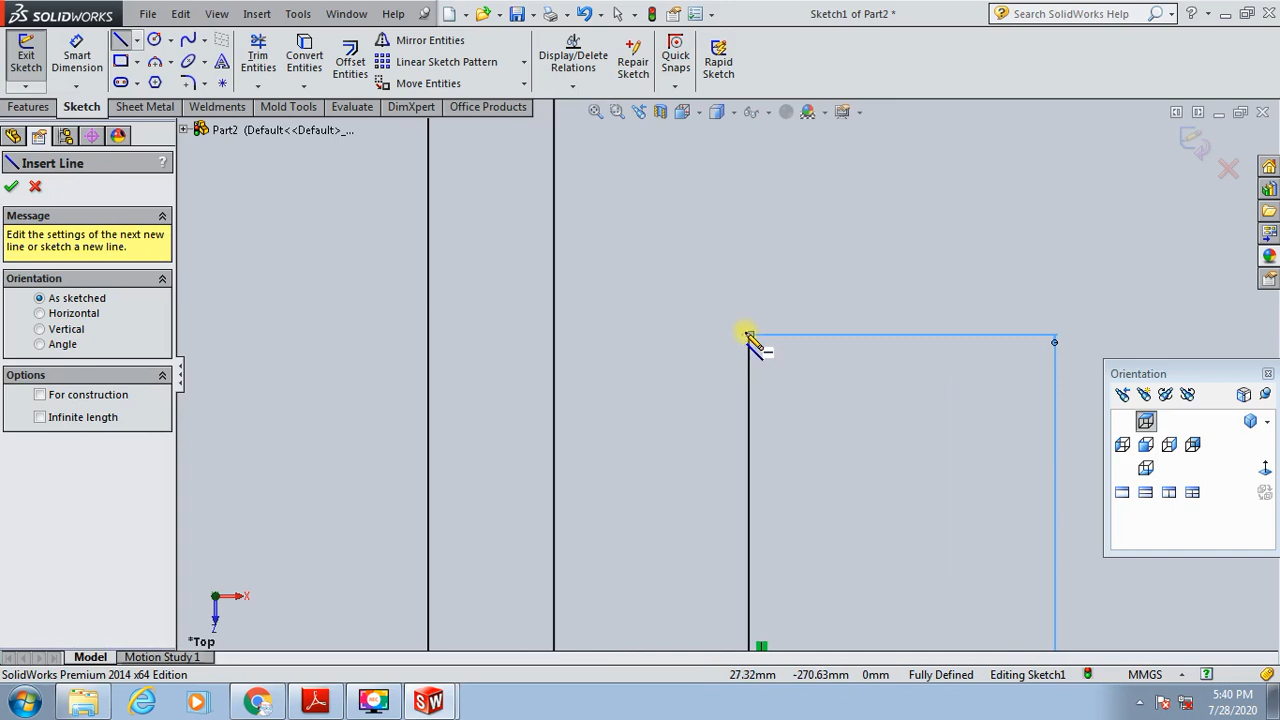 SOLIDWORKS File Edit View Insert Tools Window Help Sketch1 of Part2 * Search SolidWorks Help
Exit Sketch
Smart Dimension
Trim Entities
Convert Entities
Offset Entities
Mirror Entities
Linear Sketch Pattern
Move Entities
Display/Delete Relations
Repair Sketch
Quick Snaps
Rapid Sketch
Features Sketch Sheet Metal Weldments Mold Tools Evaluate DimXpert Office Products
Part2 (Default<<Default>_...
Insert Line ?
Message
Edit the settings of the next new
line or sketch a new line.
Orientation
As sketched
Horizontal
Vertical
Angle
Options
For construction
Infinite length
Orientation
X
Z
*Top
Model Motion Study 1
SolidWorks Premium 2014 x64 Edition 27.32mm -270.63mm 0mm Fully Defined Editing Sketch1 MMGS ?
REC SW
5:40 PM
7/28/2020